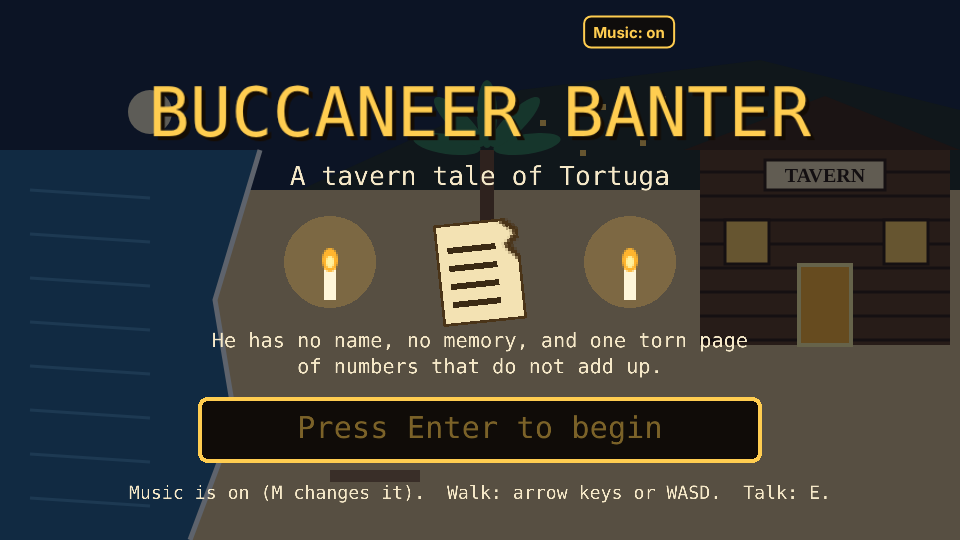 Music: on
BUCCANEER BANTER
A tavern tale of Tortuga
TAVERN
He has no name, no memory, and one torn page
of numbers that do not add up.
Press Enter to begin
Music is on (M changes it).  Walk: arrow keys or WASD.  Talk: E.